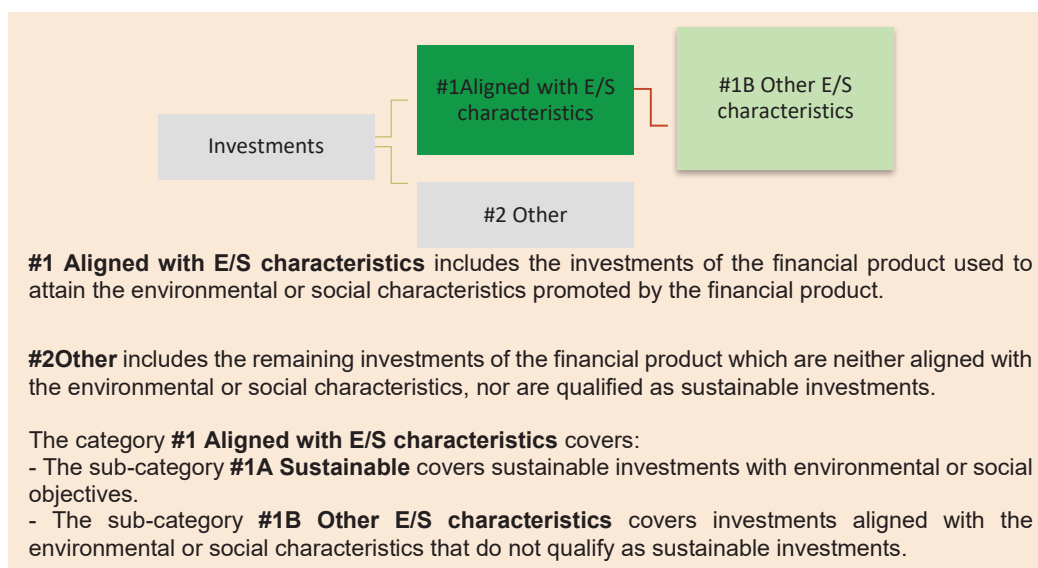 #1Aligned with E/S
characteristics
#1B Other E/S
characteristics
Investments
#2 Other
#1 Aligned with E/S characteristics includes the investments of the financial product used to
attain the environmental or social characteristics promoted by the financial product.
#2Other includes the remaining investments of the financial product which are neither aligned with
the environmental or social characteristics, nor are qualified as sustainable investments.
The category #1 Aligned with E/S characteristics covers:
- The sub-category #1A Sustainable covers sustainable investments with environmental or social
objectives.
- The sub-category #1B Other E/S characteristics covers investments aligned with the
environmental or social characteristics that do not qualify as sustainable investments.